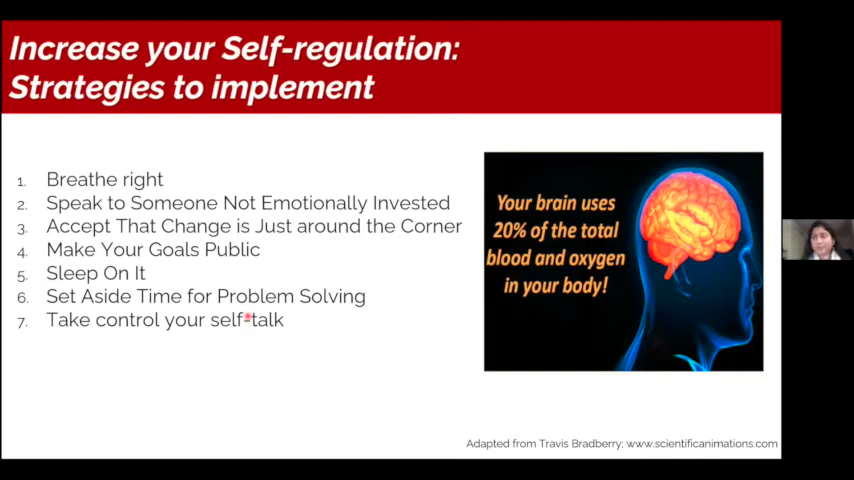 Increase your Self-regulation:
Strategies to implement
1. Breathe right
2. Speak to Someone Not Emotionally Invested
3. Accept That Change is Just around the Corner
4. Make Your Goals Public
5. Sleep On It
6. Set Aside Time for Problem Solving
7. Take control your self-talk
Your brain uses
20% of the total
blood and oxygen
in your body!
Adapted from Travis Bradberry; www.scientificanimations.com